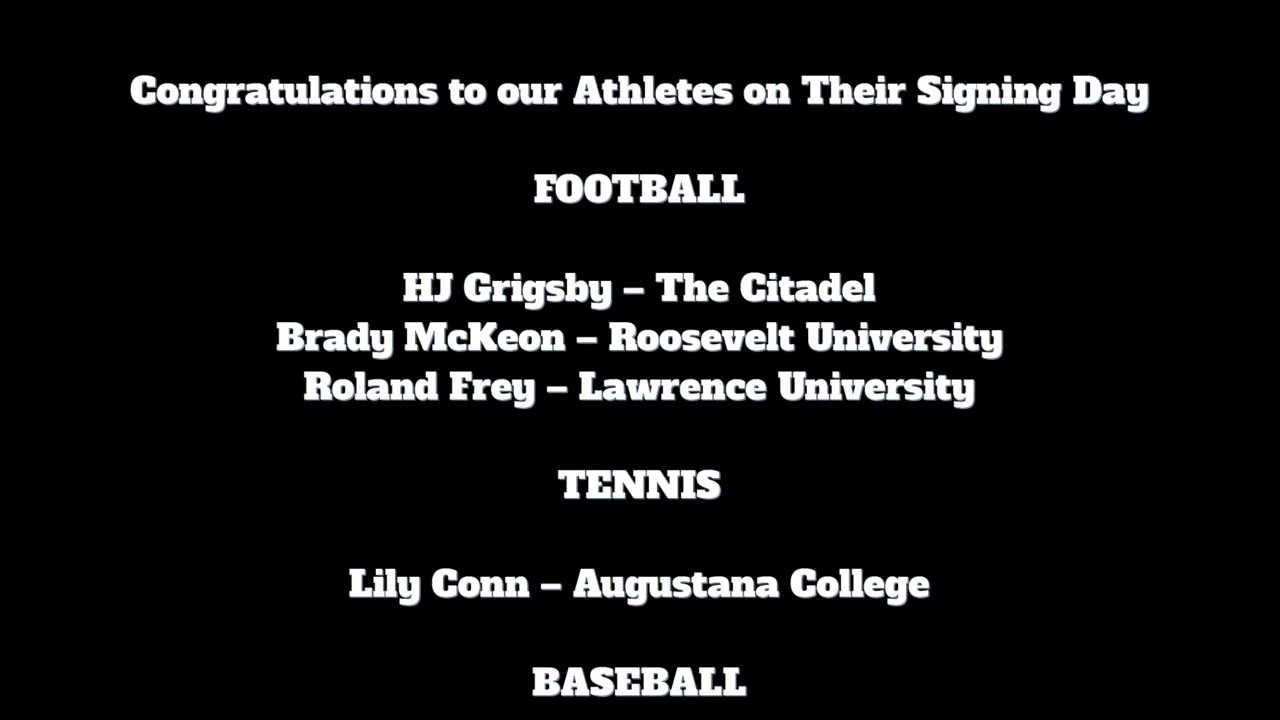 Congratulations to our Athletes on Their Signing Day
FOOTBALL
HJ Grigsby – The Citadel
Brady McKeon – Roosevelt University
Roland Frey – Lawrence University
TENNIS
Lily Conn – Augustana College
BASEBALL